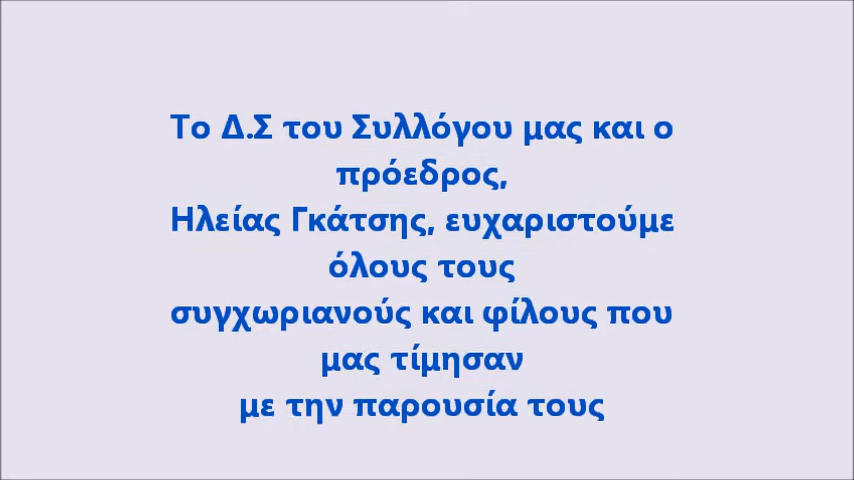 Το Δ.Σ του Συλλόγου μας και ο
πρόεδρος,
Ηλείας Γκάτσης, ευχαριστούμε
όλους τους
συγχωριανούς και φίλους που
μας τίμησαν
με την παρουσία τους